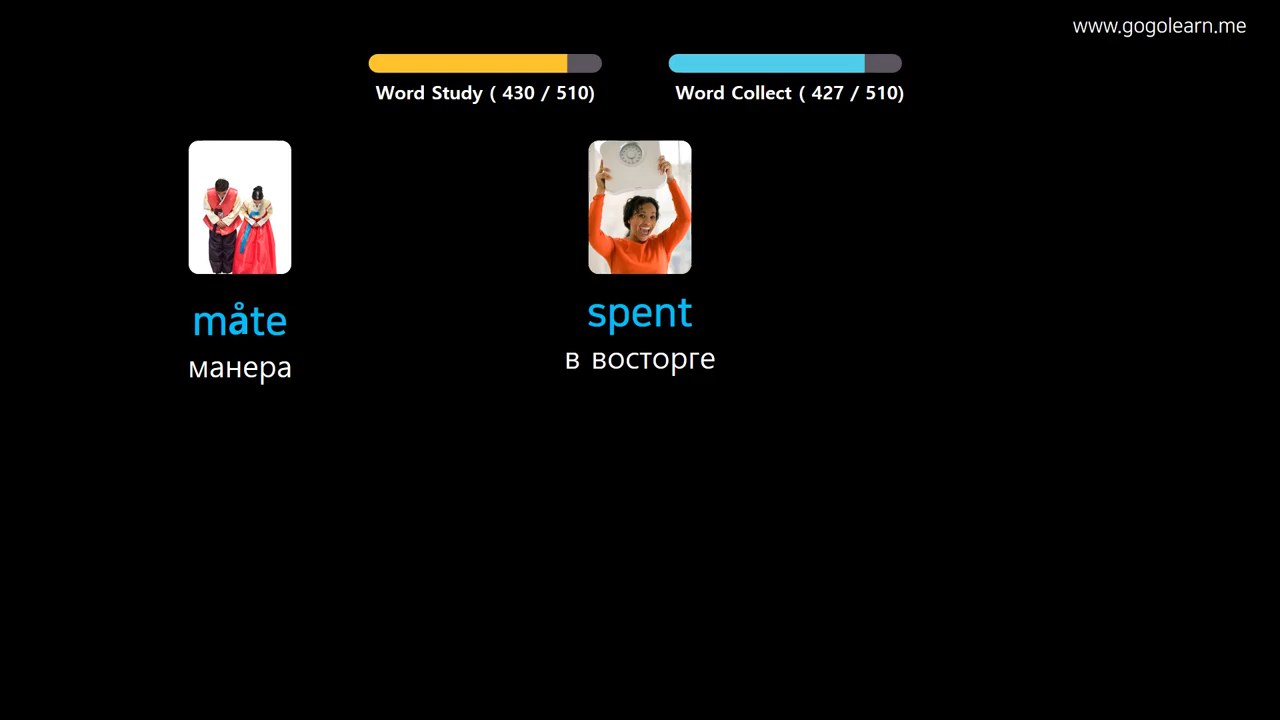 www.gogolearn.me
Word Study ( 430 / 510)
Word Collect ( 427 / 510)
måte
манера
spent
в восторге